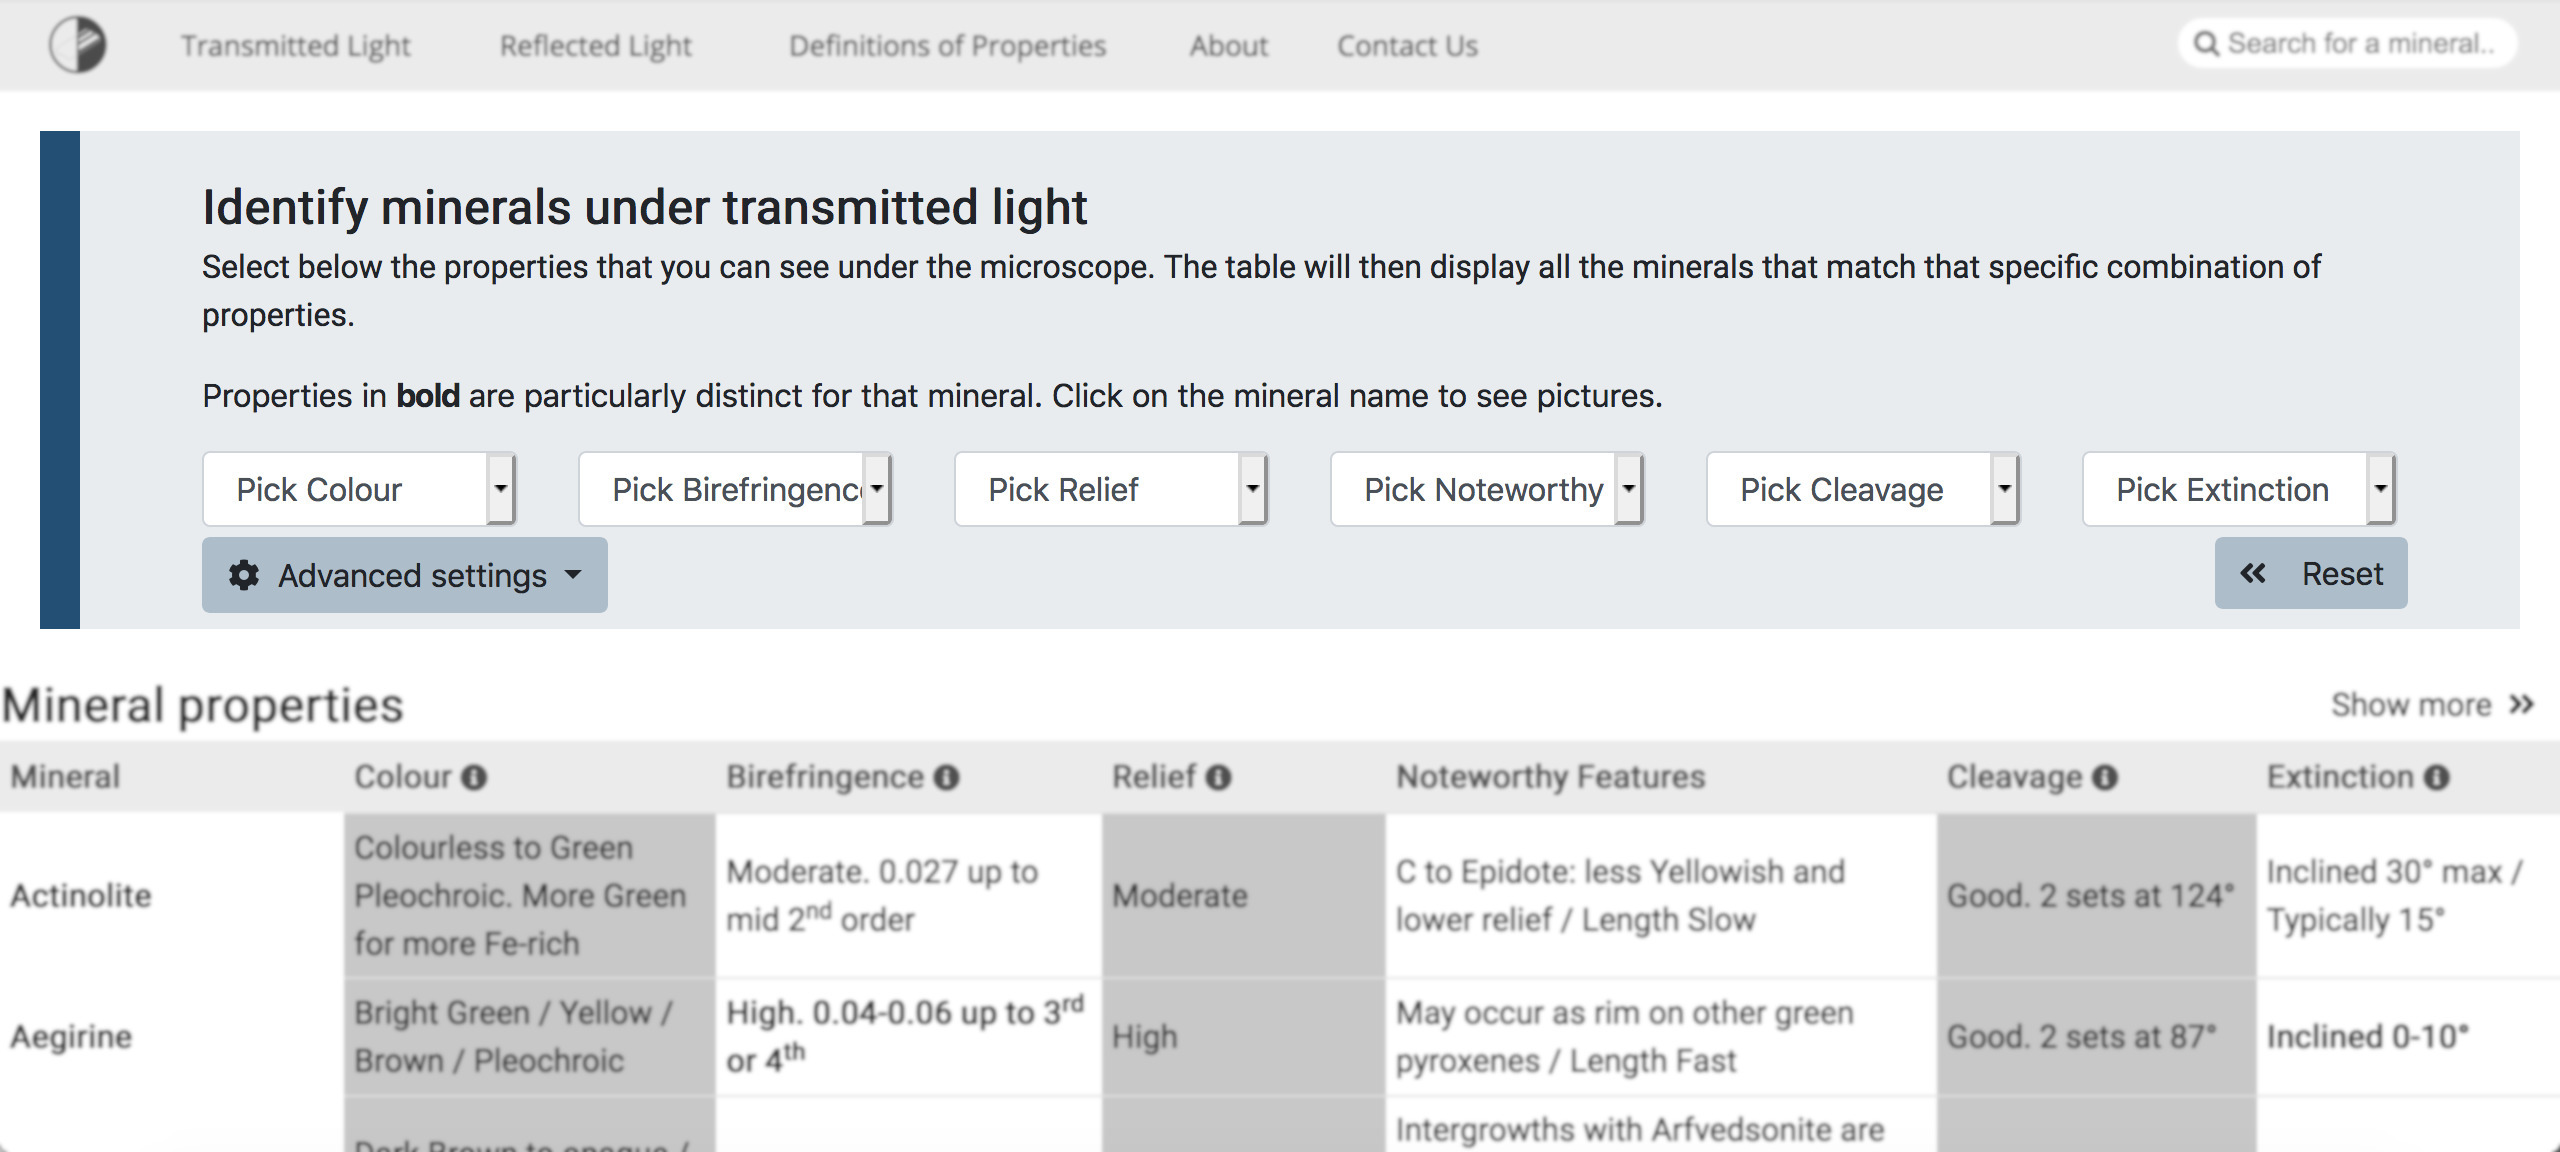 Transmitted Light Reflected Light Definitions of Properties About Contact Us Search for a mineral..
Identify minerals under transmitted light
Select below the properties that you can see under the microscope. The table will then display all the minerals that match that specific combination of
properties.
Properties in bold are particularly distinct for that mineral. Click on the mineral name to see pictures.
Pick Colour Pick Birefringenc Pick Relief Pick Noteworthy Pick Cleavage Pick Extinction
Advanced settings Reset
Mineral properties Show more
Mineral Colour Birefringence Relief Noteworthy Features Cleavage Extinction
Actinolite
Colourless to Green
Pleochroic. More Green
for more Fe-rich
Moderate. 0.027 up to
mid 2nd order
Moderate
C to Epidote: less Yellowish and
lower relief / Length Slow
Good. 2 sets at 124°
Inclined 30° max /
Typically 15°
Aegirine
Bright Green / Yellow /
Brown / Pleochroic
High. 0.04-0.06 up to 3rd
or 4th
High
May occur as rim on other green
pyroxenes / Length Fast
Good. 2 sets at 87°
Inclined 0-10°
Dark Brown to opaque /
Intergrowths with Arfvedsonite are